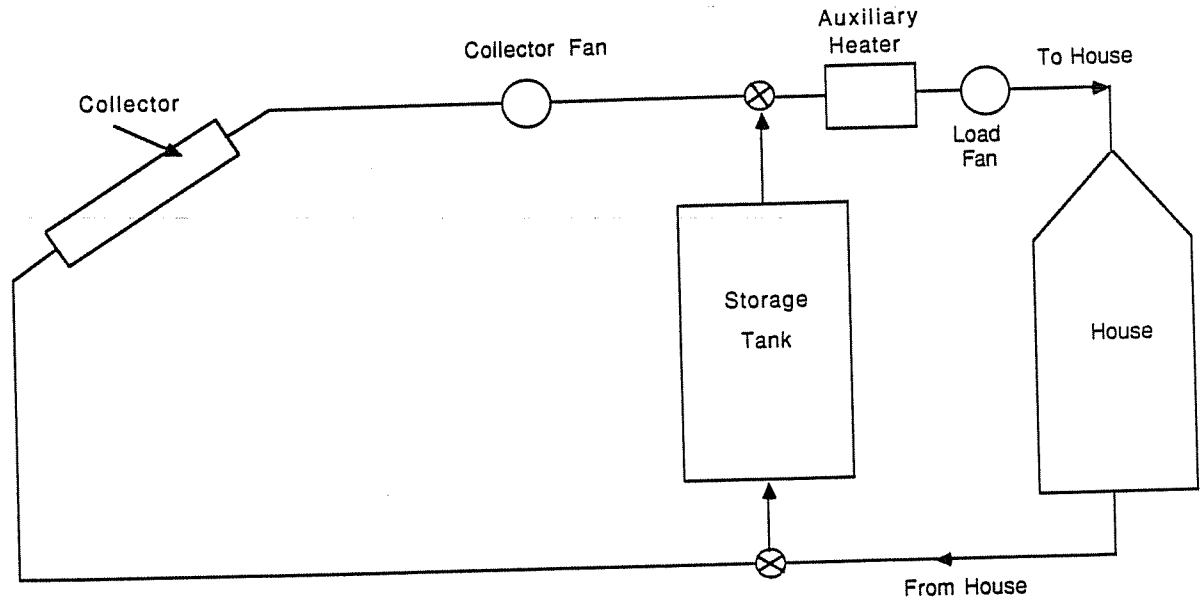 Auxiliary
Heater
Collector Fan
To House
Collector
Load
Fan
Storage
Tank
House
From House